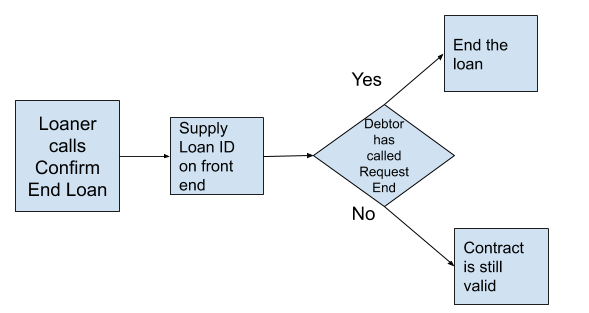 Loaner
calls
Confirm
End Loan
Supply
Loan ID
on front
end
Debtor
has
called
Request
End
Yes
End the
loan
No
Contract
is still
valid